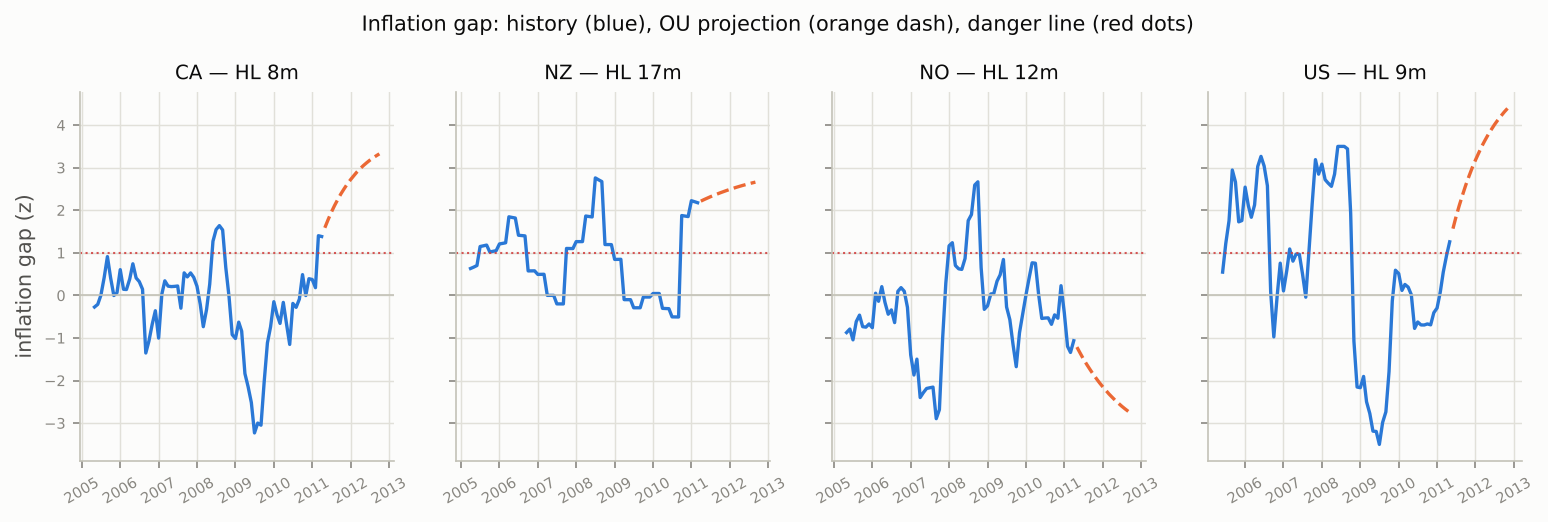 Inflation gap: history (blue), OU projection (orange dash), danger line (red dots)
CA — HL 8m
NZ — HL 17m
NO — HL 12m
US — HL 9m
inflation gap (z)
4
3
2
1
0
−1
−2
−3
2005 2006 2007 2008 2009 2010 2011 2012 2013
2005 2006 2007 2008 2009 2010 2011 2012 2013
2005 2006 2007 2008 2009 2010 2011 2012 2013
2006 2007 2008 2009 2010 2011 2012 2013